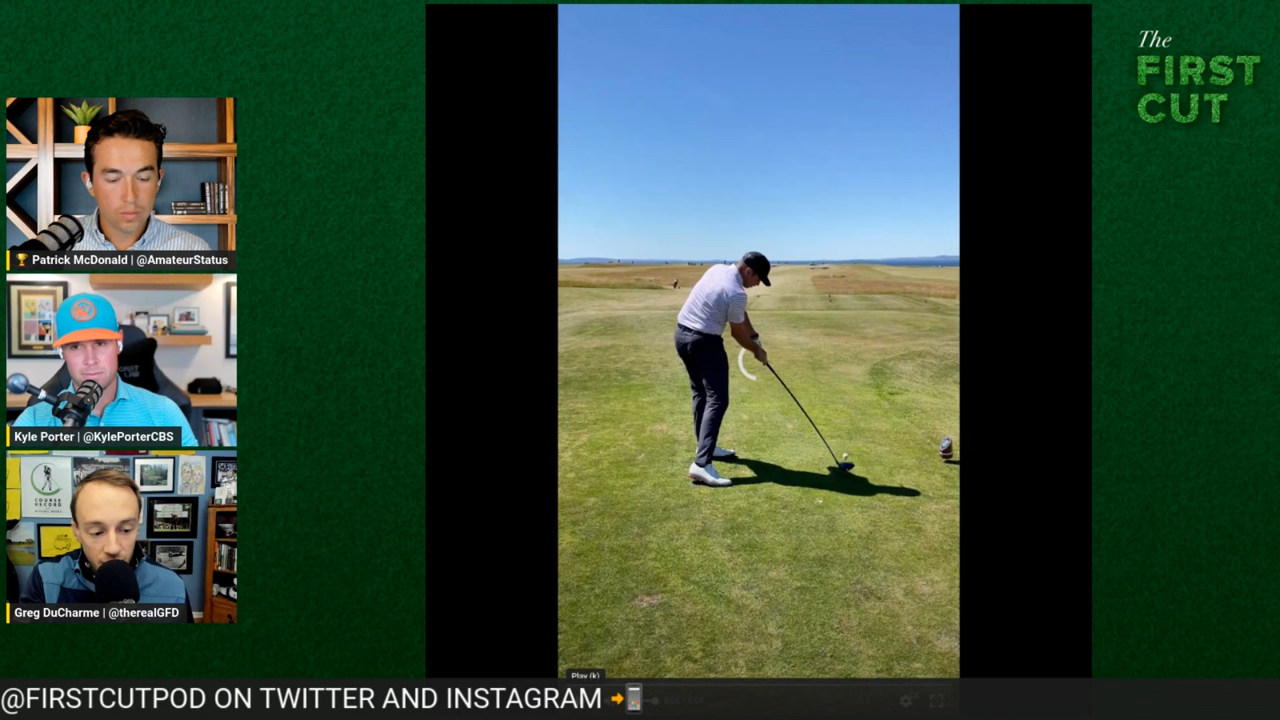 The
FIRST
CUT
🏆 Patrick McDonald | @AmateurStatus
Kyle Porter | @KylePorterCBS
COURSE
RECORD
Greg DuCharme | @therealGFD
Play (k)
@FIRSTCUTPOD ON TWITTER AND INSTAGRAM